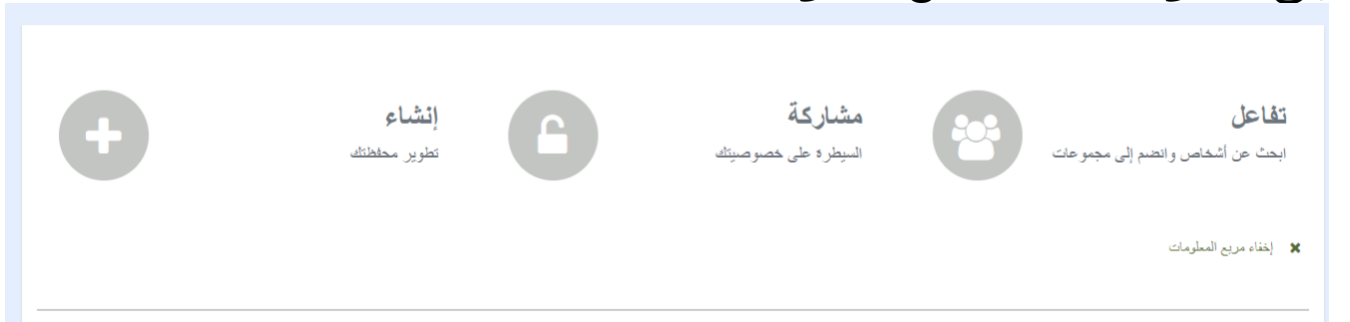 تفاعل
ابحث عن أشخاص وانضم إلى مجموعات
مشاركة
السيطرة على خصوصيتك
إنشاء
تطوير محفظتك
إخفاء مربع المعلومات